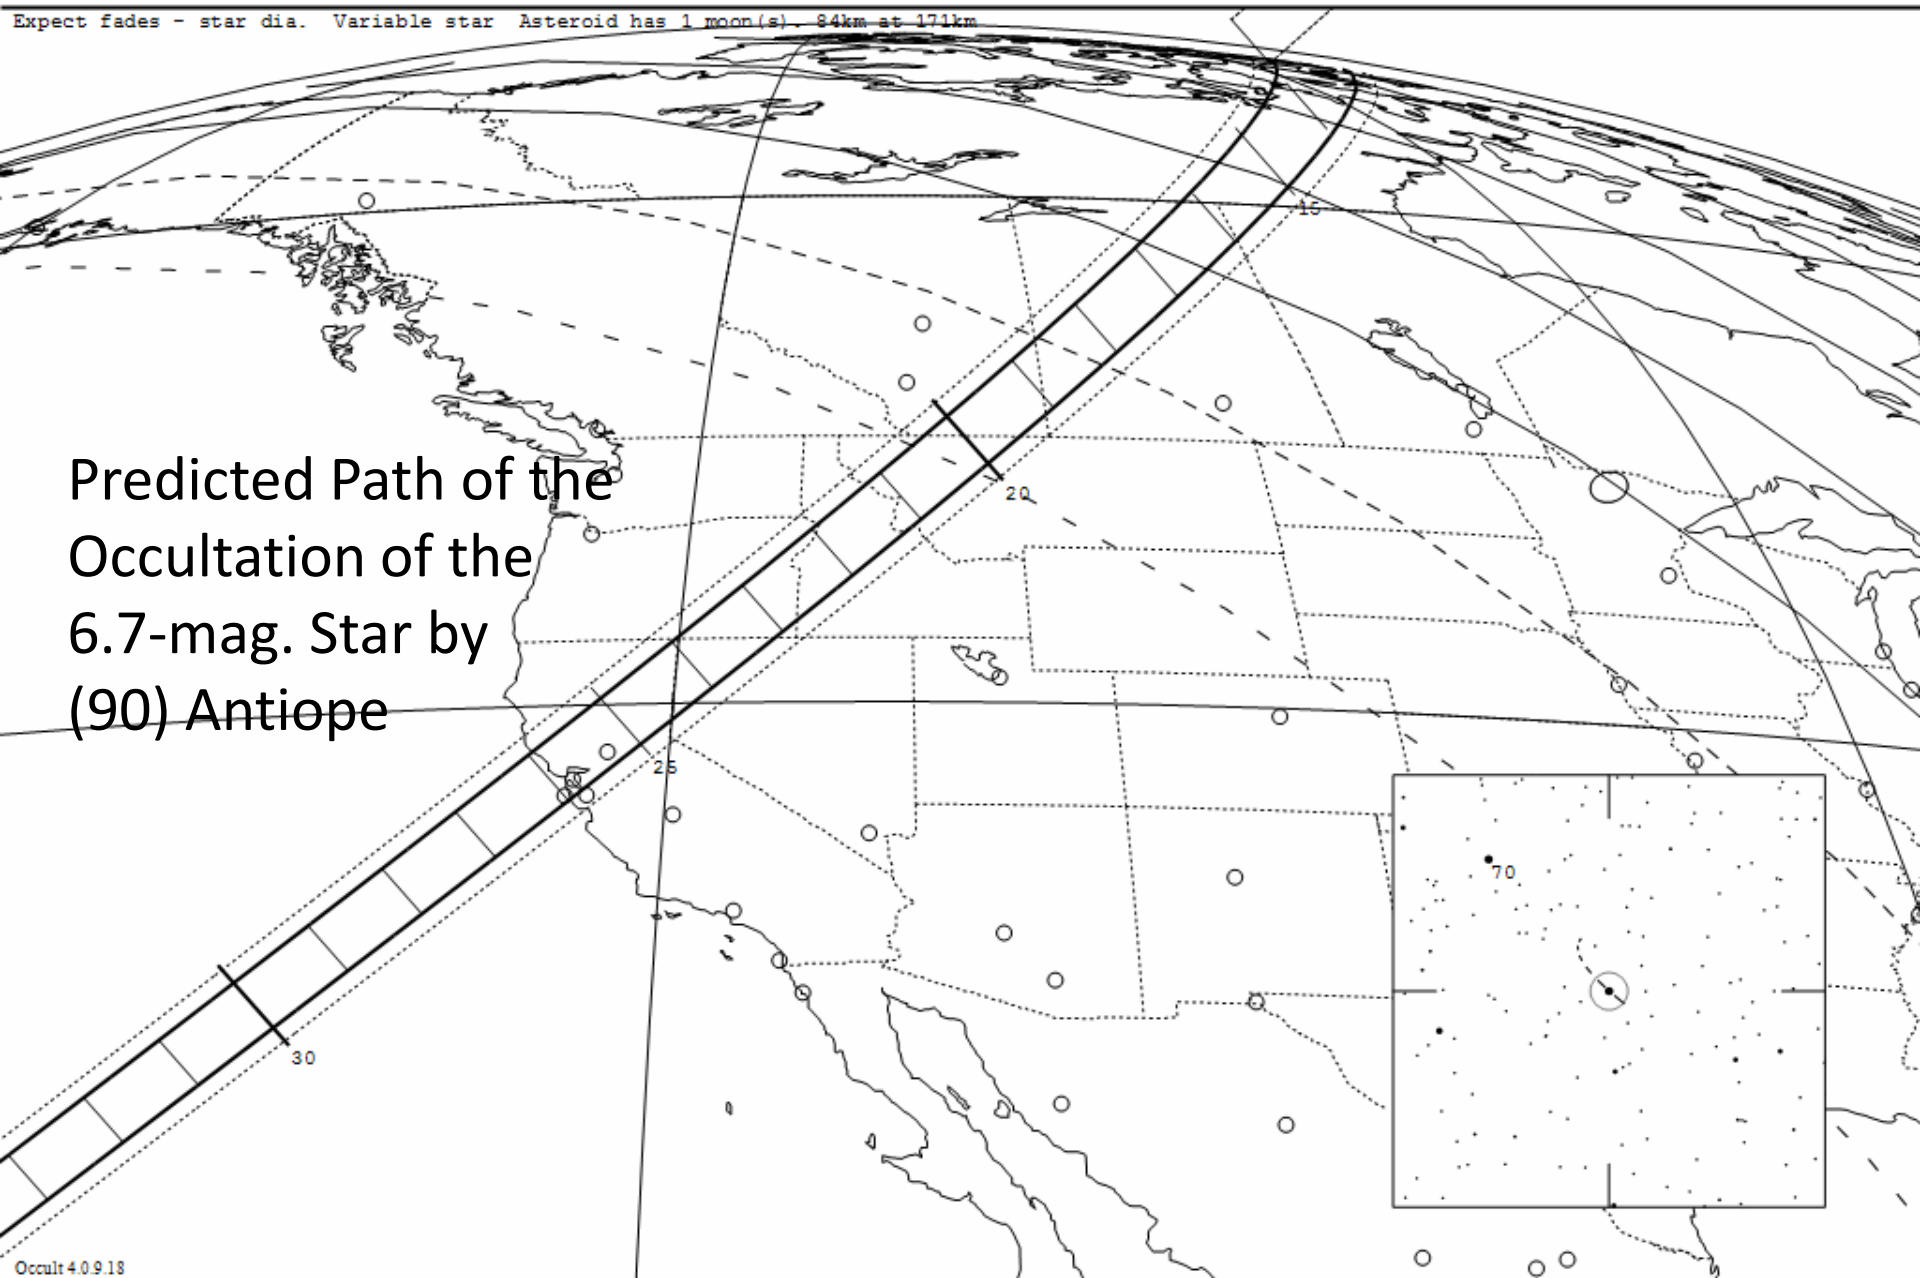 Expect fades - star dia.  Variable star  Asteroid has 1 moon(s). 84km at 171km
15
20
Predicted Path of the
Occultation of the
6.7-mag. Star by
(90) Antiope
25
70
30
Occult 4.0.9.18